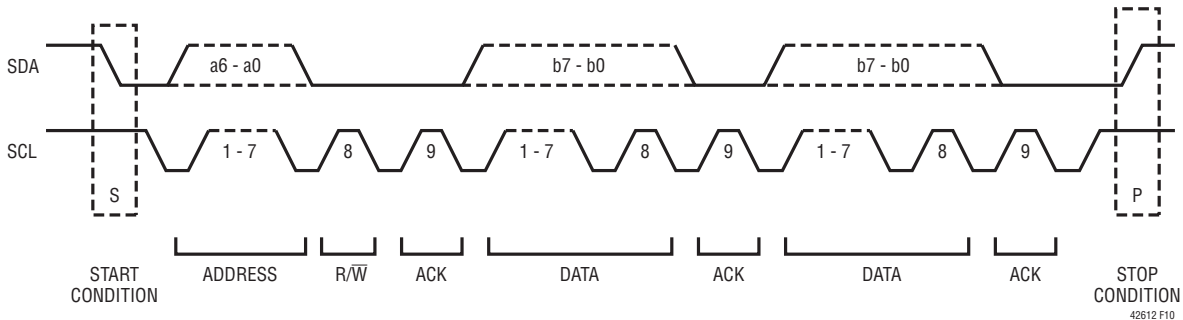 SDA
a6 - a0
b7 - b0
b7 - b0
SCL
1 - 7
8
9
1 - 7
8
9
1 - 7
8
9
S
P
START
CONDITION
ADDRESS
R/W̅
ACK
DATA
ACK
DATA
ACK
STOP
CONDITION
42612 F10